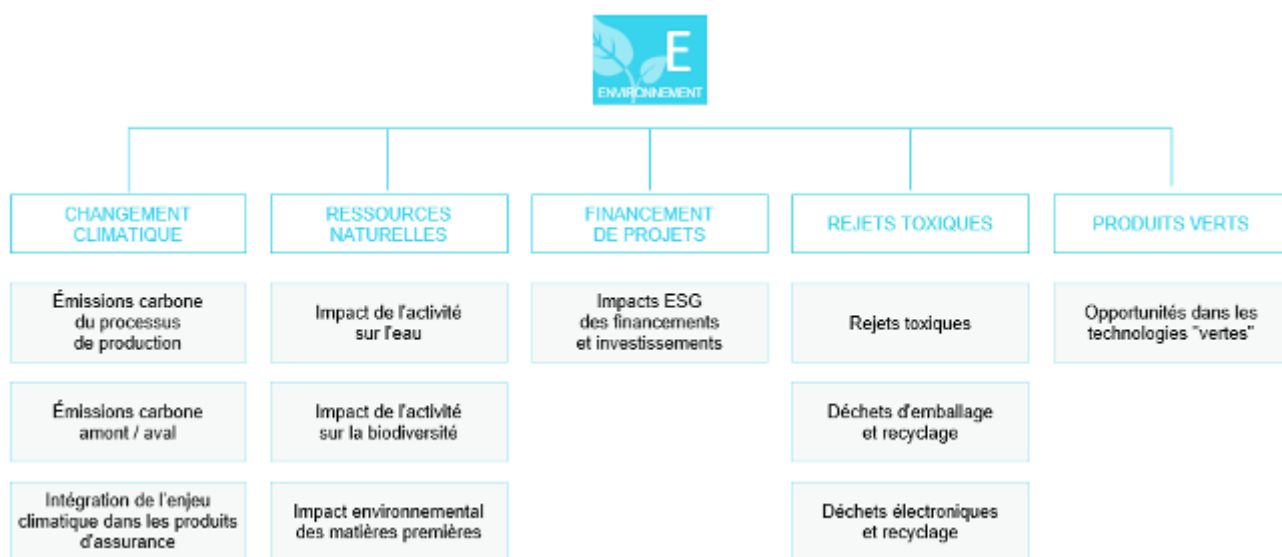 E
ENVIRONNEMENT
CHANGEMENT
CLIMATIQUE
RESSOURCES
NATURELLES
FINANCEMENT
DE PROJETS
REJETS TOXIQUES
PRODUITS VERTS
Émissions carbone
du processus
de production
Impact de l'activité
sur l'eau
Impacts ESG
des financements
et investissements
Rejets toxiques
Opportunités dans les
technologies "vertes"
Émissions carbone
amont / aval
Impact de l'activité
sur la biodiversité
Déchets d'emballage
et recyclage
Intégration de l'enjeu
climatique dans les produits
d'assurance
Impact environnemental
des matières premières
Déchets électroniques
et recyclage